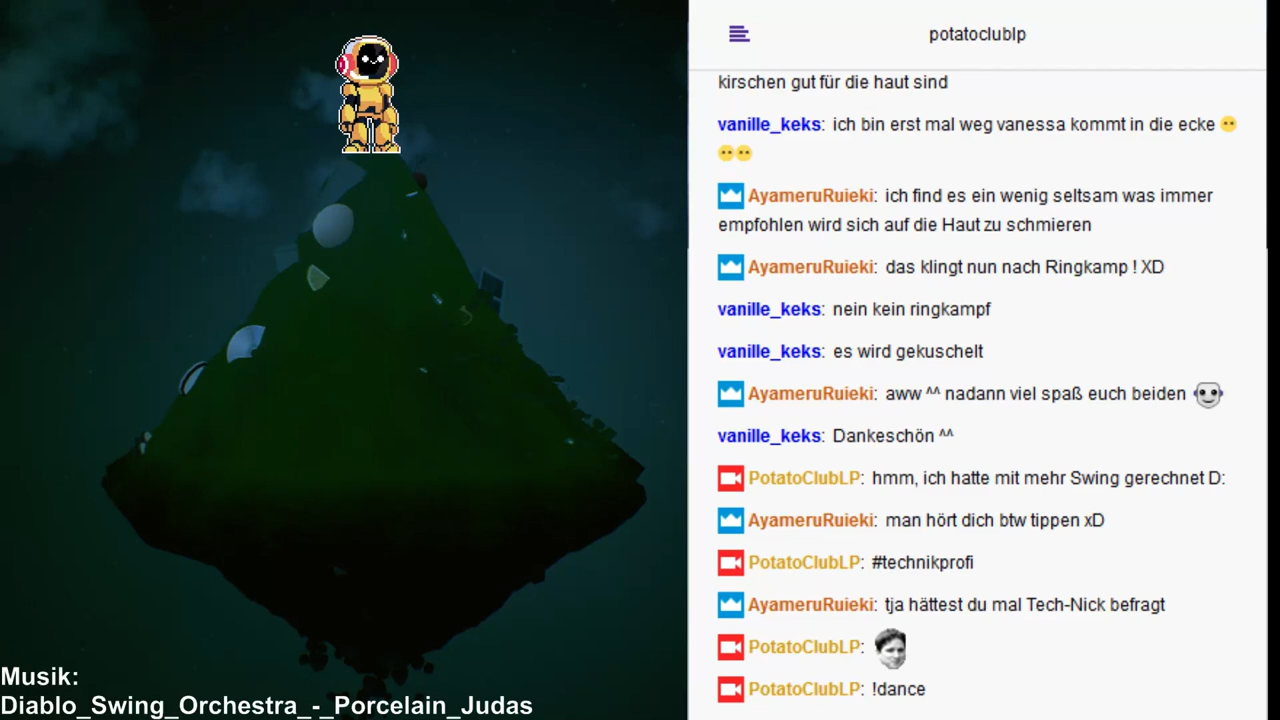 potatoclublp
kirschen gut für die haut sind
vanille_keks: ich bin erst mal weg vanessa kommt in die ecke
AyameruRuieki: ich find es ein wenig seltsam was immer
empfohlen wird sich auf die Haut zu schmieren
AyameruRuieki: das klingt nun nach Ringkamp ! XD
vanille_keks: nein kein ringkampf
vanille_keks: es wird gekuschelt
AyameruRuieki: aww ^^ nadann viel spaß euch beiden
vanille_keks: Dankeschön ^^
PotatoClubLP: hmm, ich hatte mit mehr Swing gerechnet D:
AyameruRuieki: man hört dich btw tippen xD
PotatoClubLP: #technikprofi
AyameruRuieki: tja hättest du mal Tech-Nick befragt
PotatoClubLP:
PotatoClubLP: !dance
Musik:
Diablo_Swing_Orchestra_-_Porcelain_Judas